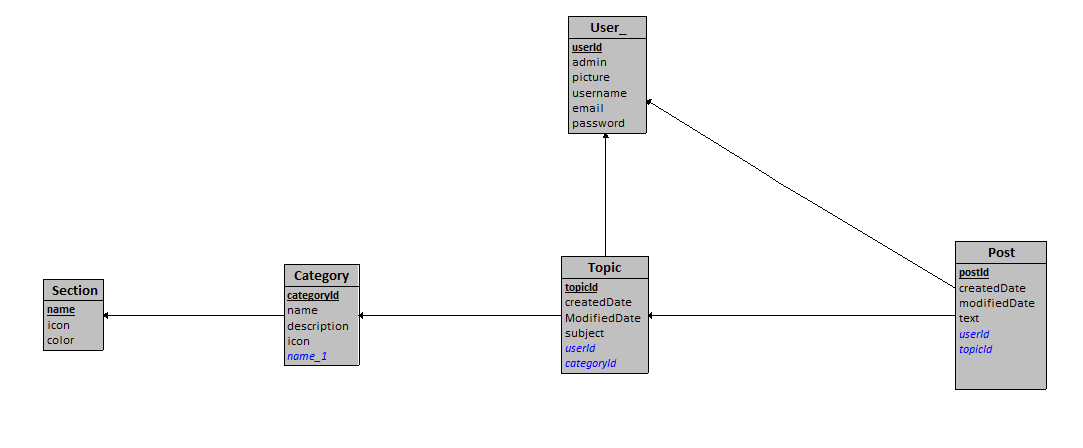 User_
userId
admin
picture
username
email
password
Section
name
icon
color
Category
categoryId
name
description
icon
name_1
Topic
topicId
createdDate
ModifiedDate
subject
userId
categoryId
Post
postId
createdDate
modifiedDate
text
userId
topicId